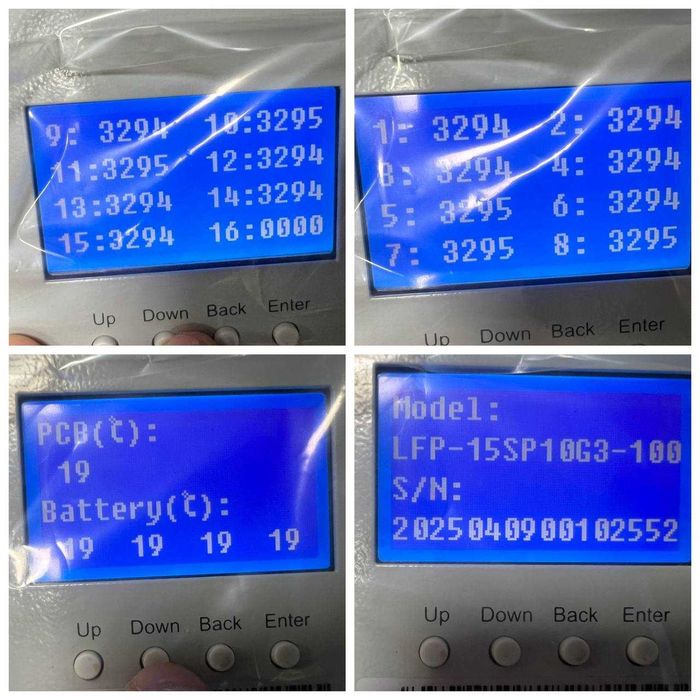 9: 3294 10:3295
11:3295 12:3294
13:3294 14:3294
15:3294 16:0000
Up Down Back Enter
1: 3294 2: 3294
3: 3294 4: 3294
5: 3295 6: 3294
7: 3295 8: 3295
Up Down Back Enter
PCB(℃):
19
Battery(℃):
19 19 19 19
Up Down Back Enter
Model:
LFP-15SP10G3-100
S/N:
2025040900102552
Up Down Back Enter